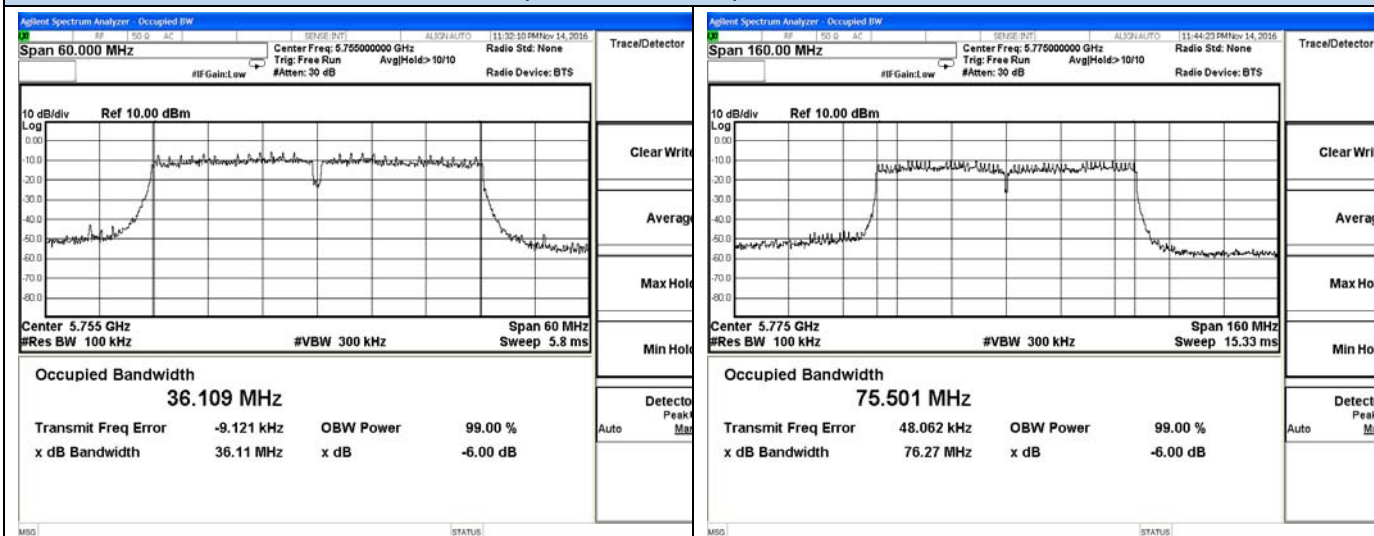 Agilent Spectrum Analyzer - Occupied BW
RF 50 Ω AC SENSE:INT ALIGN AUTO 11:32:10 PM Nov 14, 2016
Span 60.000 MHz
Center Freq: 5.755000000 GHz
Radio Std: None
Trig: Free Run Avg|Hold:> 10/10
#IFGain:Low #Atten: 30 dB Radio Device: BTS
10 dB/div Ref 10.00 dBm
Log
0.00
-10.0
-20.0
-30.0
-40.0
-50.0
-60.0
-70.0
-80.0
Center 5.755 GHz Span 60 MHz
#Res BW 100 kHz #VBW 300 kHz Sweep 5.8 ms
Occupied Bandwidth
36.109 MHz
Transmit Freq Error -9.121 kHz OBW Power 99.00 %
x dB Bandwidth 36.11 MHz x dB -6.00 dB
MSG STATUS
Trace/Detector
Clear Write
Average
Max Hold
Min Hold
Detecto
Peak
Auto Man
Agilent Spectrum Analyzer - Occupied BW
RF 50 Ω AC SENSE:INT ALIGN AUTO 11:44:23 PM Nov 14, 2016
Span 160.00 MHz
Center Freq: 5.775000000 GHz
Radio Std: None
Trig: Free Run Avg|Hold:> 10/10
#IFGain:Low #Atten: 30 dB Radio Device: BTS
10 dB/div Ref 10.00 dBm
Log
0.00
-10.0
-20.0
-30.0
-40.0
-50.0
-60.0
-70.0
-80.0
Center 5.775 GHz Span 160 MHz
#Res BW 100 kHz #VBW 300 kHz Sweep 15.33 ms
Occupied Bandwidth
75.501 MHz
Transmit Freq Error 48.062 kHz OBW Power 99.00 %
x dB Bandwidth 76.27 MHz x dB -6.00 dB
MSG STATUS
Trace/Detector
Clear Wri
Averag
Max Ho
Min Ho
Detect
Peak
Auto Ma